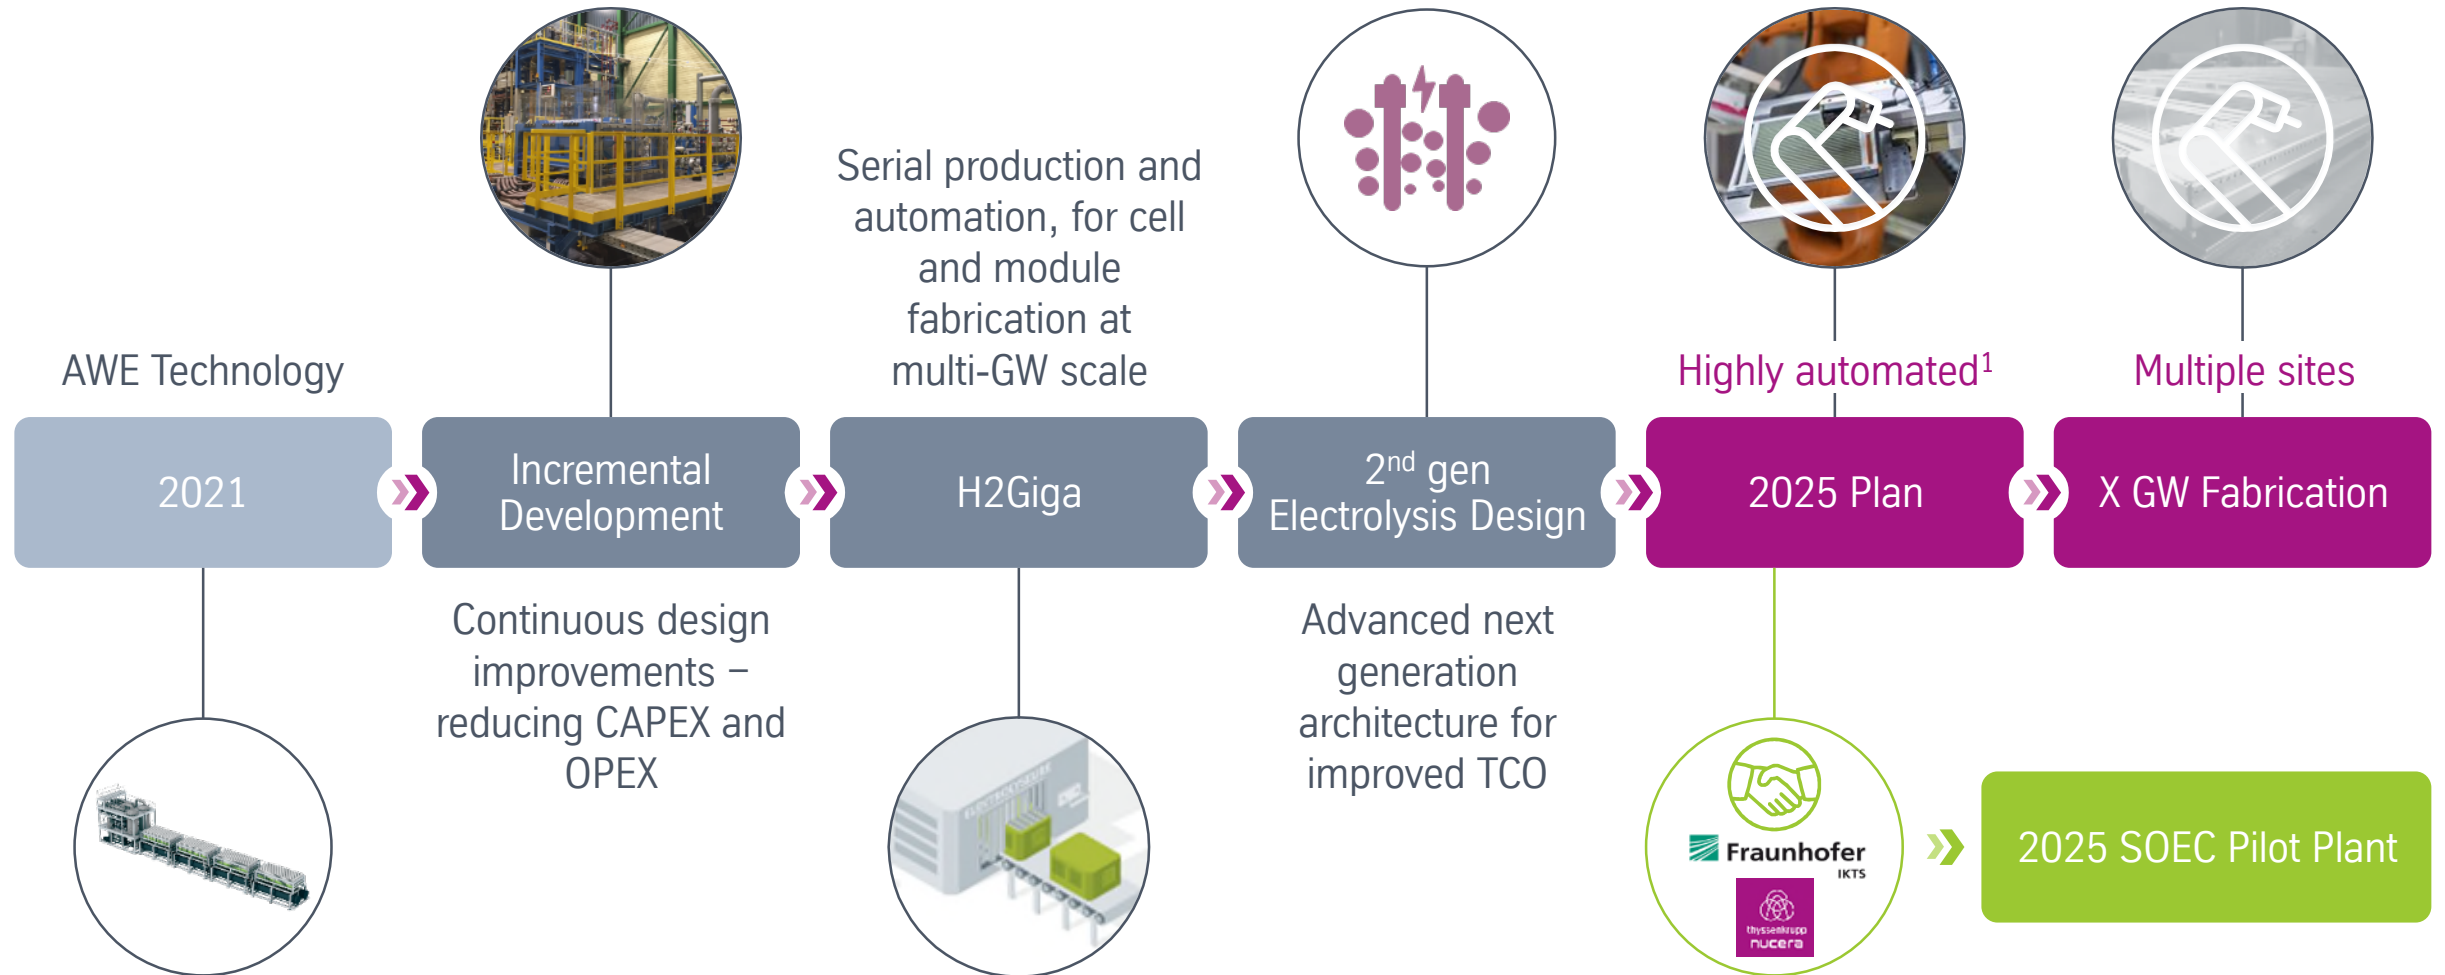 AWE Technology
2021
Incremental
Development
Continuous design
improvements –
reducing CAPEX and
OPEX
Serial production and
automation, for cell
and module
fabrication at
multi-GW scale
H2Giga
2nd gen
Electrolysis Design
Advanced next
generation
architecture for
improved TCO
Highly automated1
2025 Plan
Fraunhofer
IKTS
thyssenkrupp
nucera
Multiple sites
X GW Fabrication
2025 SOEC Pilot Plant